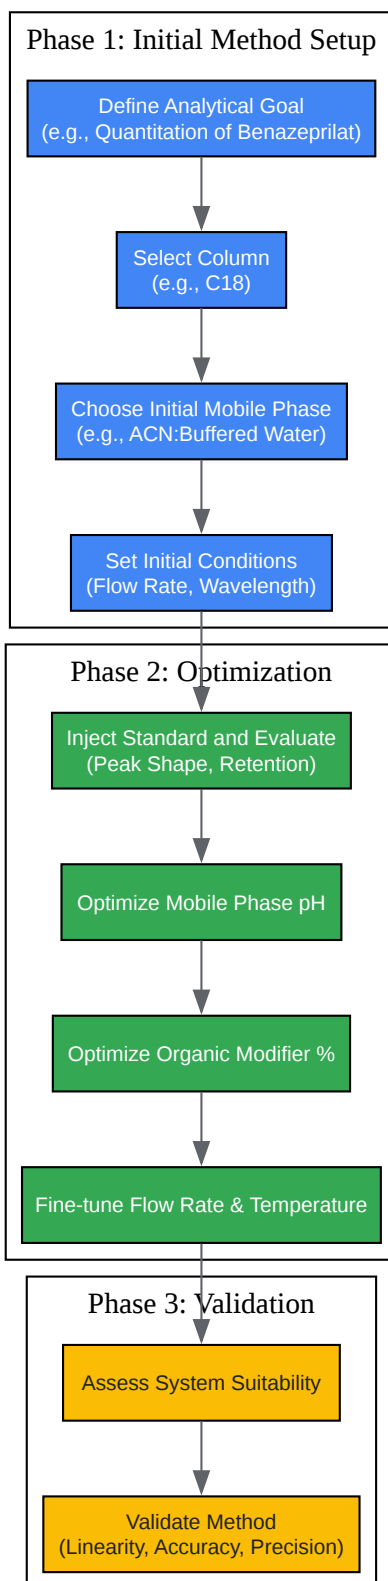 Phase 1: Initial Method Setup
Define Analytical Goal
(e.g., Quantitation of Benazeprilat)
Select Column
(e.g., C18)
Choose Initial Mobile Phase
(e.g., ACN:Buffered Water)
Set Initial Conditions
(Flow Rate, Wavelength)
Phase 2: Optimization
Inject Standard and Evaluate
(Peak Shape, Retention)
Optimize Mobile Phase pH
Optimize Organic Modifier %
Fine-tune Flow Rate & Temperature
Phase 3: Validation
Assess System Suitability
Validate Method
(Linearity, Accuracy, Precision)